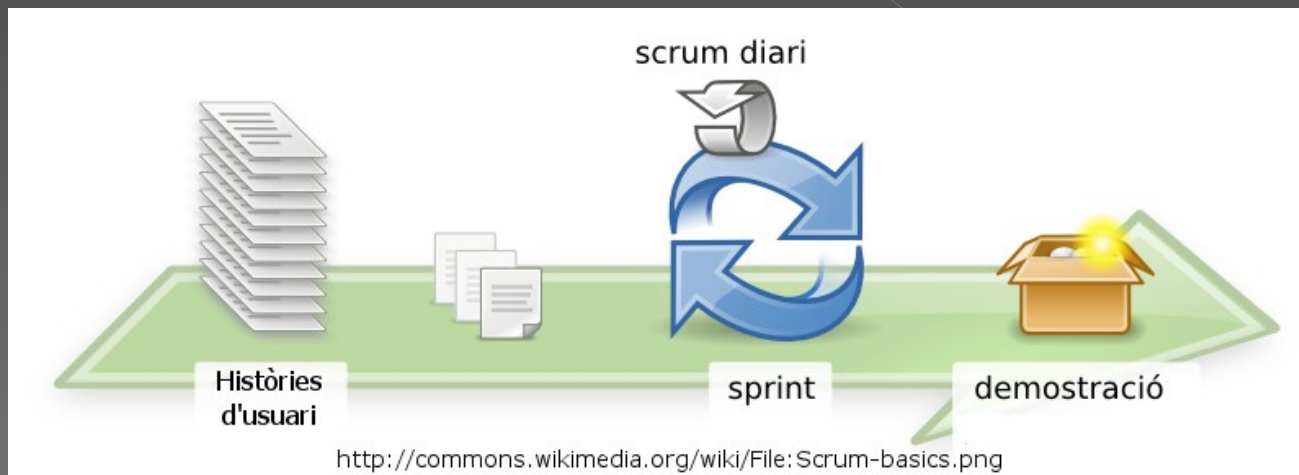 scrum diari
Històries
d'usuari
sprint
demostració
http://commons.wikimedia.org/wiki/File:Scrum-basics.png